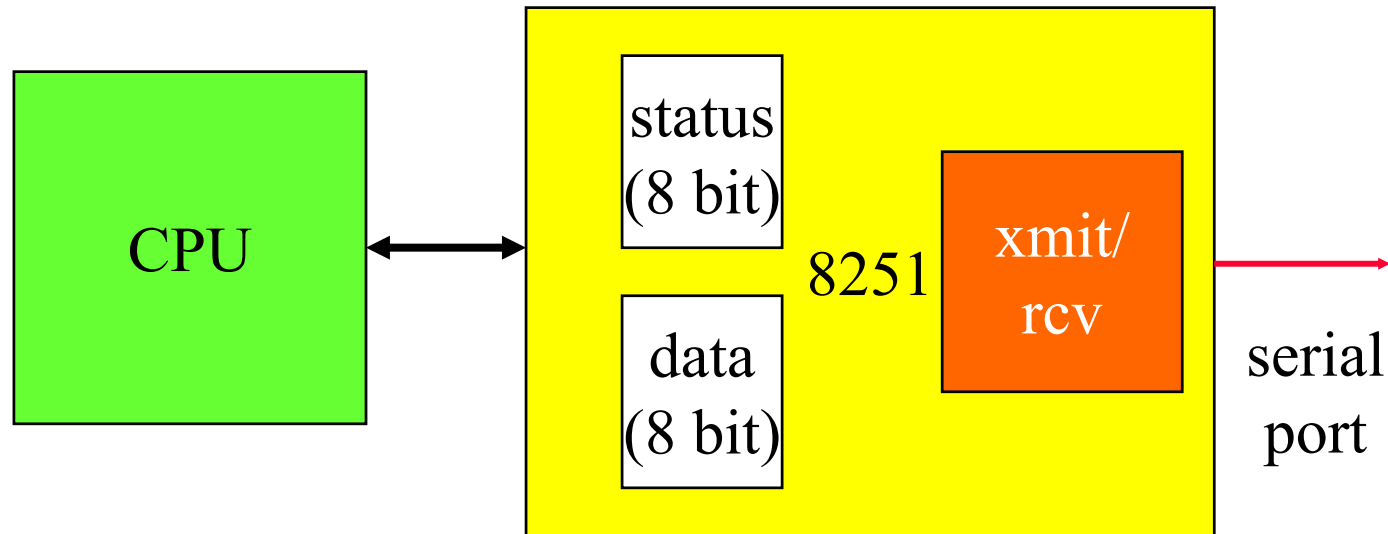 CPU
status
(8 bit)
data
(8 bit)
8251
xmit/
rcv
serial
port